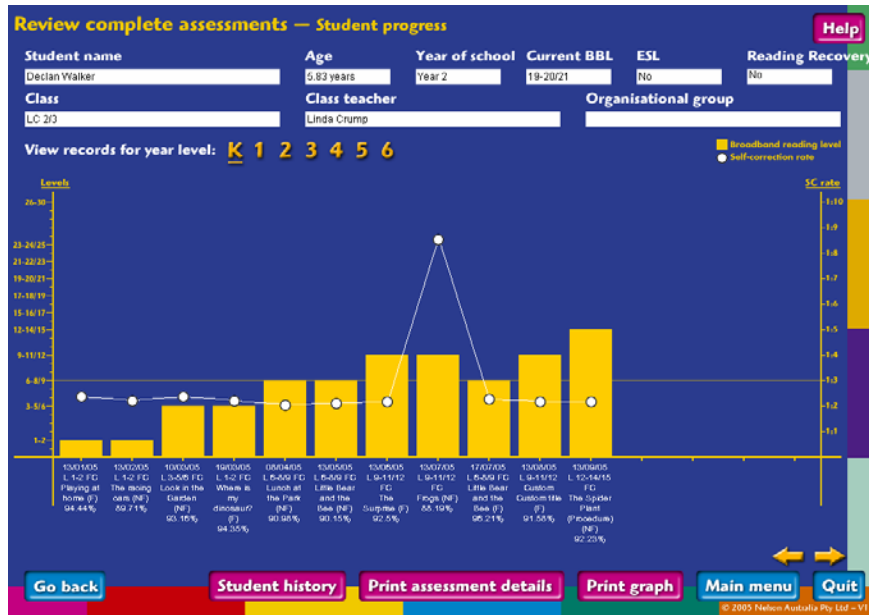 Review complete assessments — Student progress
Help
Student name Age Year of school Current BBL ESL Reading Recovery
Declan Walker 5.83 years Year 2 19-20/21 No No
Class Class teacher Organisational group
LC 2/3 Linda Crump
View records for year level: K 1 2 3 4 5 6
Broadband reading level
Self-correction rate
Levels
26-30
23-24/25
21-22/23
19-20/21
17-18/19
15-16/17
12-14/15
9-11/12
6-8/9
3-5/6
1-2
SC rate
1:10
1:9
1:8
1:7
1:6
1:5
1:4
1:3
1:2
1:1
13/01/05
L 1-2 FG
Playing at
home (F)
94.44%
13/02/05
L 1-2 FG
The racing
cars (NF)
89.71%
10/03/05
L 3-5/6 FG
Look in the
Garden
(NF)
93.16%
19/03/05
L 1-2 FG
Where is
my
dinosaur?
(F)
94.35%
08/04/05
L 6-8/9 FG
Lunch at
the Park
(NF)
90.98%
13/05/05
L 6-8/9 FG
Little Bear
and the
Bee (NF)
90.15%
13/06/05
L 9-11/12
FG
The
Surprise (F)
92.5%
13/07/05
L 9-11/12
FG
Frogs (NF)
88.19%
17/07/05
L 6-8/9 FG
Little Bear
and the
Bee (F)
95.21%
13/08/05
L 9-11/12
Custom
Custom title
(F)
91.58%
13/09/05
L 12-14/15
FG
The Spider
Plant
(Procedure)
(NF)
92.23%
Go back Student history Print assessment details Print graph Main menu Quit
© 2005 Nelson Australia Pty Ltd – V1